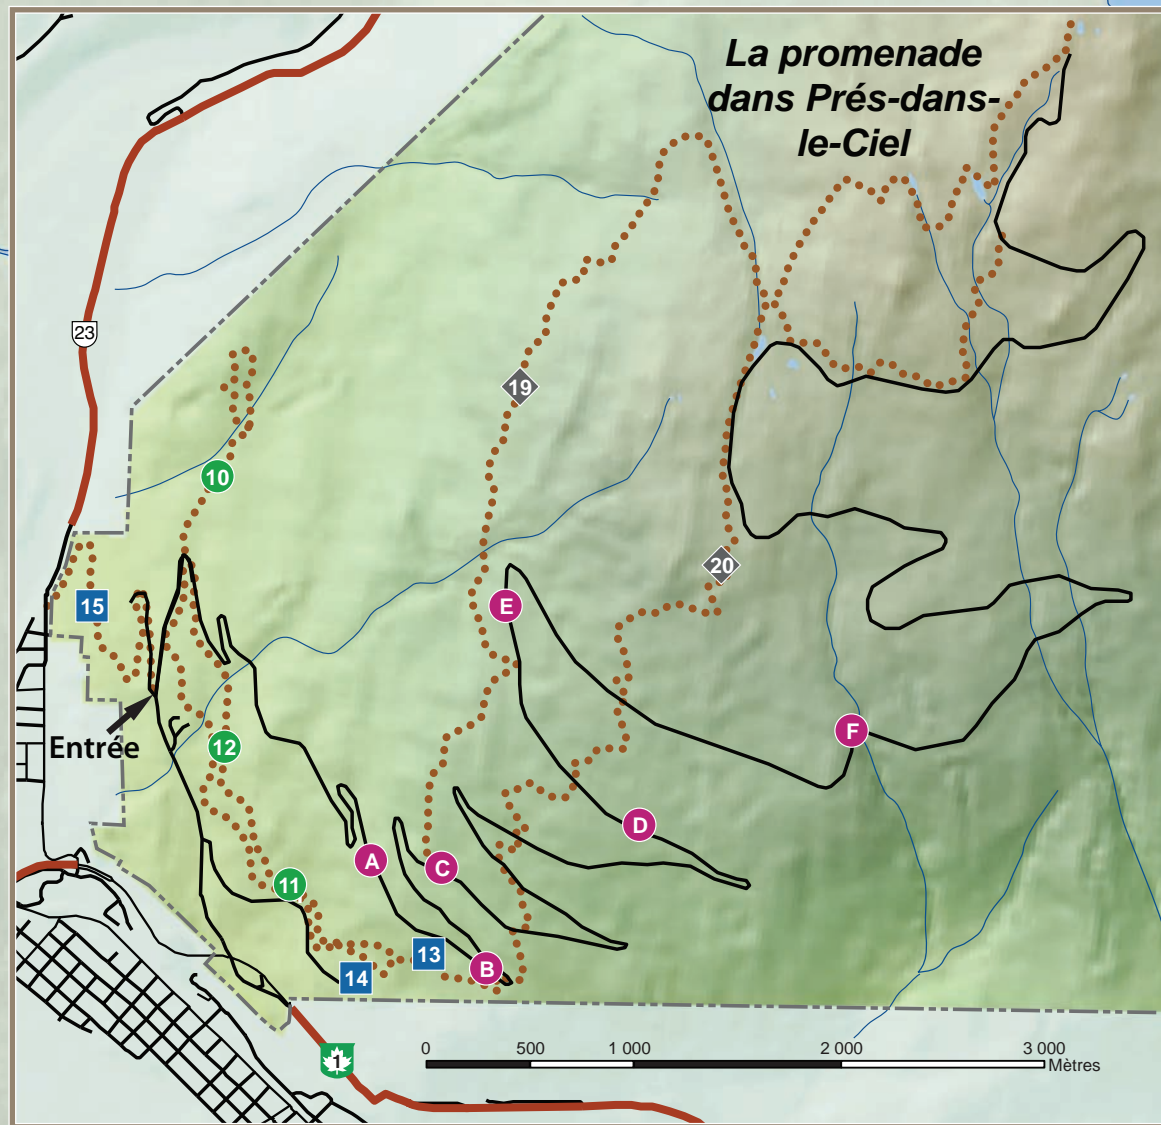 La promenade
dans Prés-dans-
le-Ciel
23
19
10
20
15
E
Entrée
12
F
D
A
C
11
13
B
14
1
0 500 1 000 2 000 3 000
Mètres